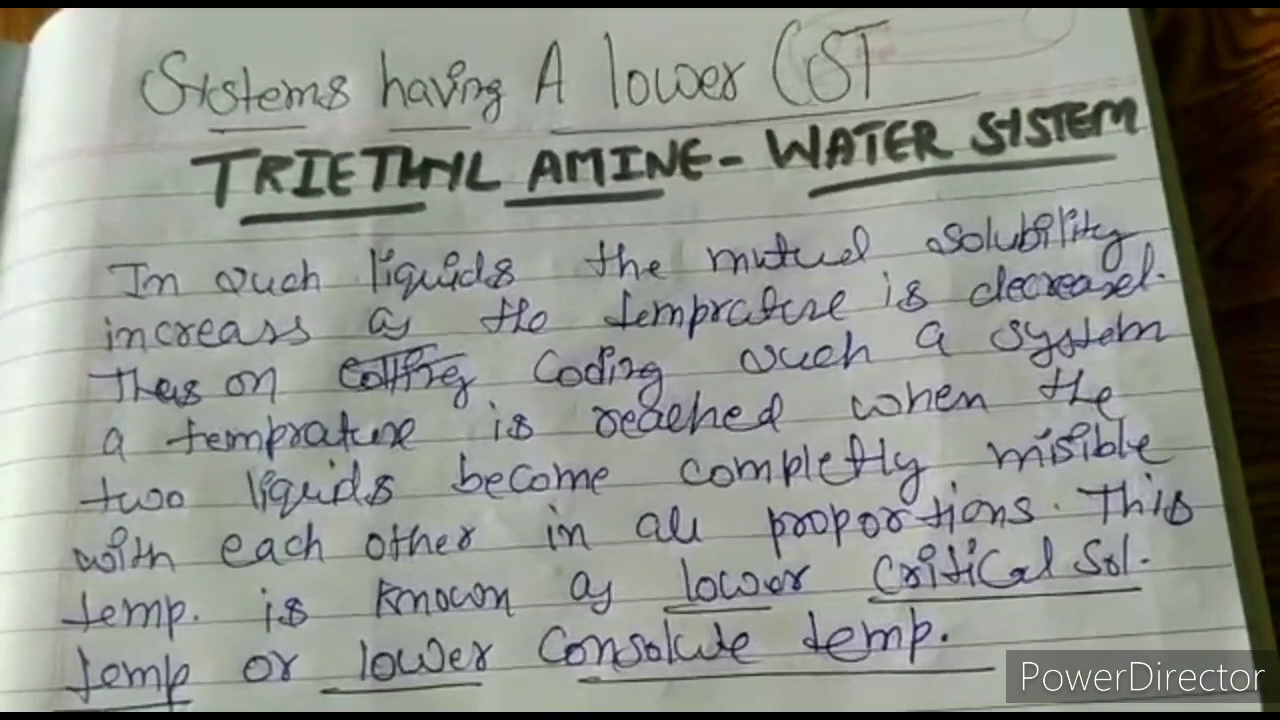 Systems having A lower CST
TRIETHYL AMINE - WATER SYSTEM
In such liquids the mutual solubility
increass as the temprature is decreased.
Thus on Coding such a system
a temprature is reached when the
two liquids become completly misible
with each other in all proportions. This
temp. is known as lower critical Sol.
temp or lower Consolute temp.
PowerDirector